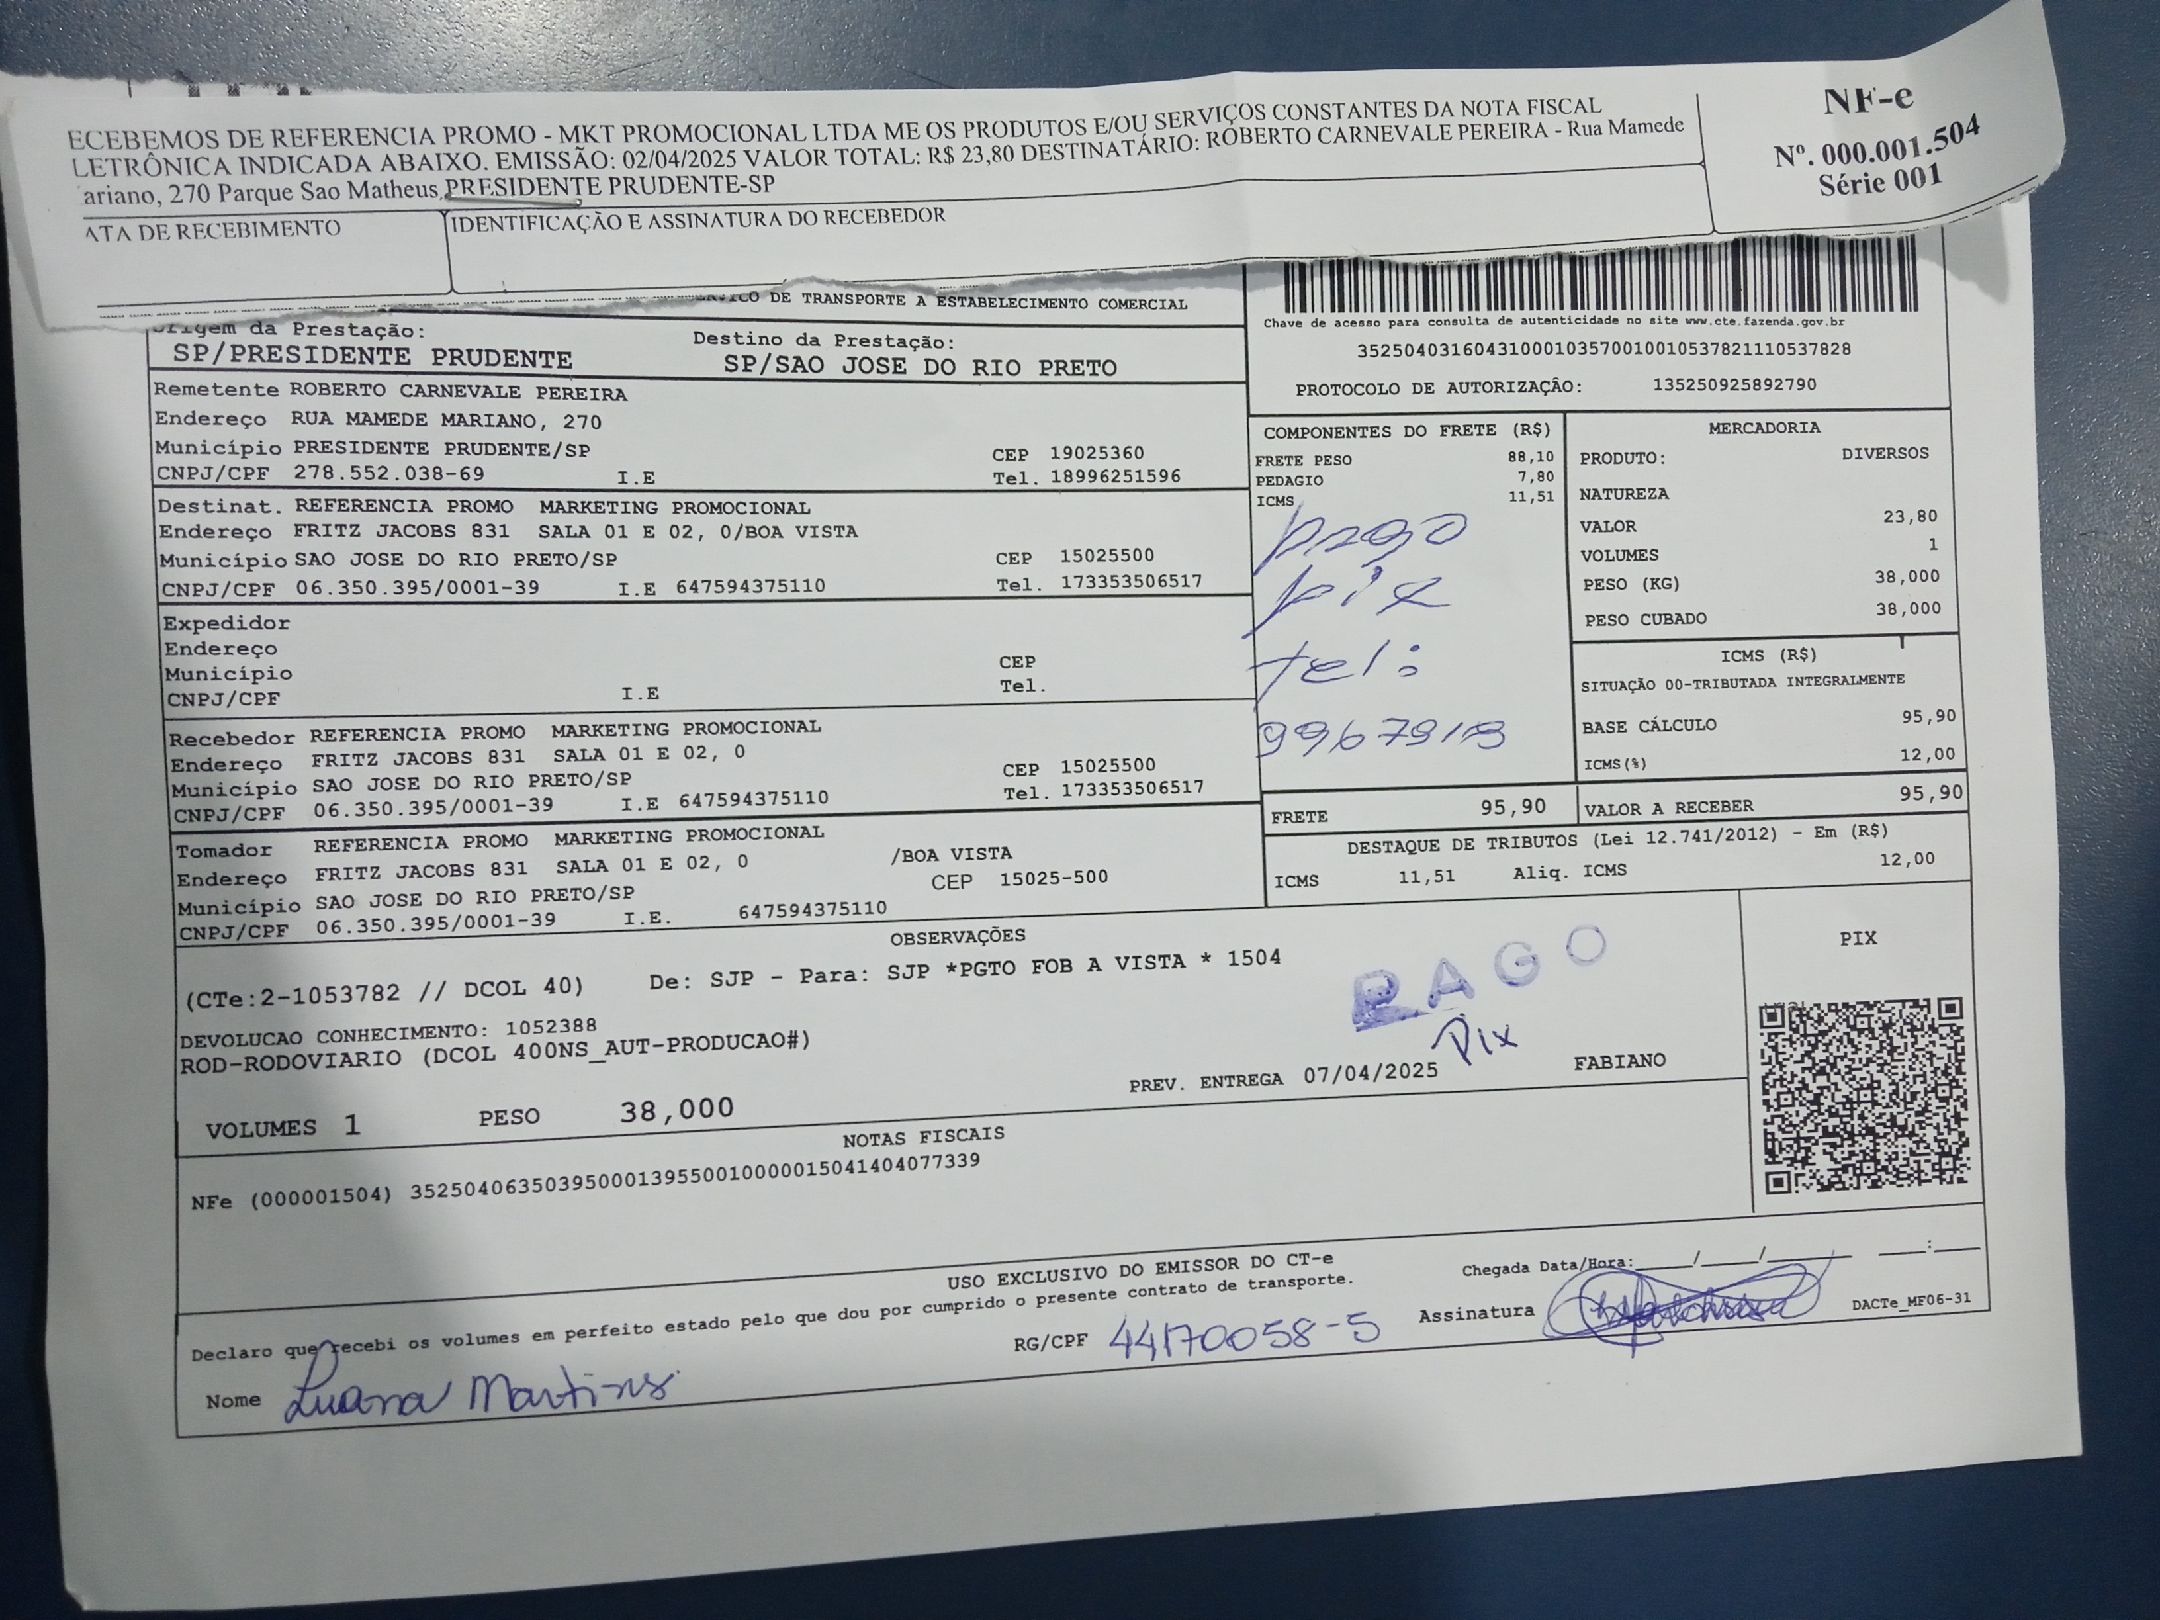 ECEBEMOS DE REFERENCIA PROMO - MKT PROMOCIONAL LTDA ME OS PRODUTOS E/OU SERVIÇOS CONSTANTES DA NOTA FISCAL
LETRÔNICA INDICADA ABAIXO. EMISSÃO: 02/04/2025 VALOR TOTAL: R$ 23,80 DESTINATÁRIO: ROBERTO CARNEVALE PEREIRA - Rua Mamede
ariano, 270 Parque Sao Matheus PRESIDENTE PRUDENTE-SP
NF-e
Nº. 000.001.504
Série 001
ATA DE RECEBIMENTO
IDENTIFICAÇÃO E ASSINATURA DO RECEBEDOR
DE TRANSPORTE A ESTABELECIMENTO COMERCIAL
Origem da Prestação:
SP/PRESIDENTE PRUDENTE
Destino da Prestação:
SP/SAO JOSE DO RIO PRETO
Chave de acesso para consulta de autenticidade no site www.cte.fazenda.gov.br
35250403160431000103570010010537821110537828
PROTOCOLO DE AUTORIZAÇÃO: 135250925892790
Remetente ROBERTO CARNEVALE PEREIRA
Endereço RUA MAMEDE MARIANO, 270
Município PRESIDENTE PRUDENTE/SP CEP 19025360
CNPJ/CPF 278.552.038-69 I.E Tel. 18996251596
Destinat. REFERENCIA PROMO MARKETING PROMOCIONAL
Endereço FRITZ JACOBS 831 SALA 01 E 02, 0/BOA VISTA
Município SAO JOSE DO RIO PRETO/SP CEP 15025500
CNPJ/CPF 06.350.395/0001-39 I.E 647594375110 Tel. 173353506517
Expedidor
Endereço
Município CEP
CNPJ/CPF I.E Tel.
Recebedor REFERENCIA PROMO MARKETING PROMOCIONAL
Endereço FRITZ JACOBS 831 SALA 01 E 02, 0
Município SAO JOSE DO RIO PRETO/SP CEP 15025500
CNPJ/CPF 06.350.395/0001-39 I.E 647594375110 Tel. 173353506517
Tomador REFERENCIA PROMO MARKETING PROMOCIONAL
Endereço FRITZ JACOBS 831 SALA 01 E 02, 0 /BOA VISTA
Município SAO JOSE DO RIO PRETO/SP CEP 15025-500
CNPJ/CPF 06.350.395/0001-39 I.E. 647594375110
COMPONENTES DO FRETE (R$)
FRETE PESO 88,10
PEDAGIO 7,80
ICMS 11,51
pago
pix
tel:
MERCADORIA
PRODUTO: DIVERSOS
NATUREZA
VALOR 23,80
VOLUMES 1
PESO (KG) 38,000
PESO CUBADO 38,000
ICMS (R$)
SITUAÇÃO 00-TRIBUTADA INTEGRALMENTE
BASE CÁLCULO 95,90
ICMS(%) 12,00
FRETE 95,90 VALOR A RECEBER 95,90
DESTAQUE DE TRIBUTOS (Lei 12.741/2012) - Em (R$)
ICMS 11,51 Aliq. ICMS 12,00
OBSERVAÇÕES
(CTe:2-1053782 // DCOL 40) De: SJP - Para: SJP *PGTO FOB A VISTA * 1504
DEVOLUCAO CONHECIMENTO: 1052388
ROD-RODOVIARIO (DCOL 400NS_AUT-PRODUCAO#)
PAGO
Pix
PREV. ENTREGA 07/04/2025 FABIANO
VOLUMES 1 PESO 38,000
PIX
NOTAS FISCAIS
NFe (000001504) 35250406350395000139550010000015041404077339
USO EXCLUSIVO DO EMISSOR DO CT-e
Declaro que recebi os volumes em perfeito estado pelo que dou por cumprido o presente contrato de transporte.
Chegada Data/Hora:____/____/____ ____:____
Nome Luana Martins RG/CPF 44170058-5 Assinatura
DACTe_MF06-31